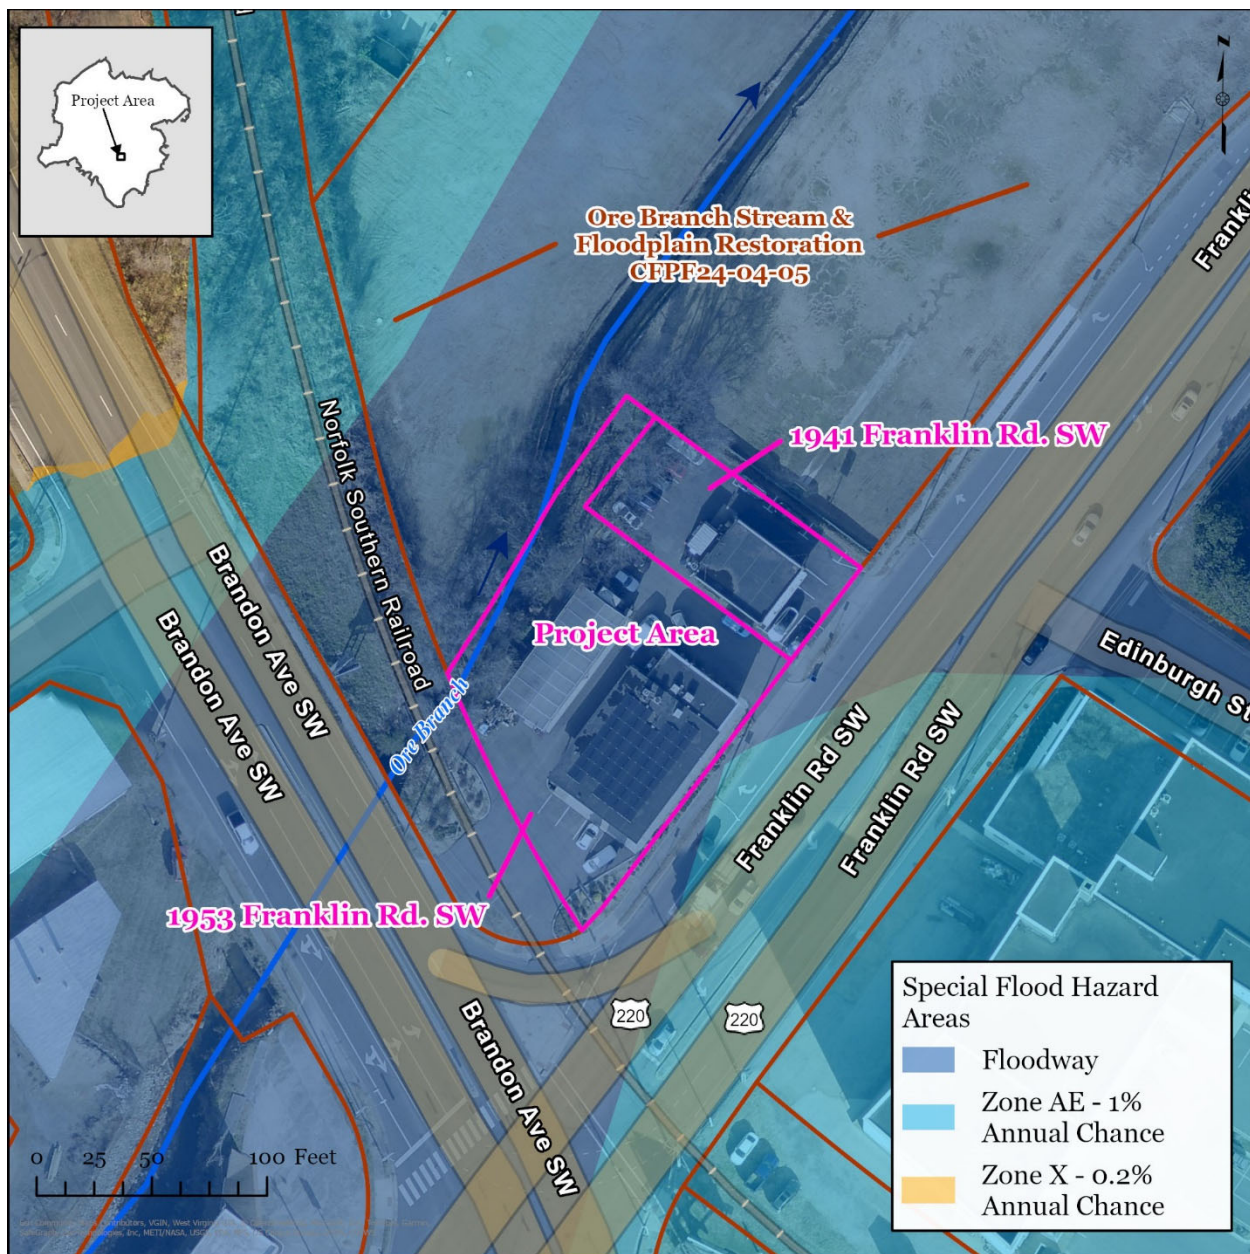 Project Area
Z
Ore Branch Stream &
Floodplain Restoration
CFPF24-04-05
Frankli
1941 Franklin Rd. SW
Norfolk Southern Railroad
Brandon Ave SW
Brandon Ave SW
Project Area
Edinburgh St
Ore Branch
Franklin Rd SW
Franklin Rd SW
1953 Franklin Rd. SW
220
220
Brandon Ave SW
Special Flood Hazard
Areas
Floodway
Zone AE - 1%
Annual Chance
Zone X - 0.2%
Annual Chance
0 25 50 100 Feet